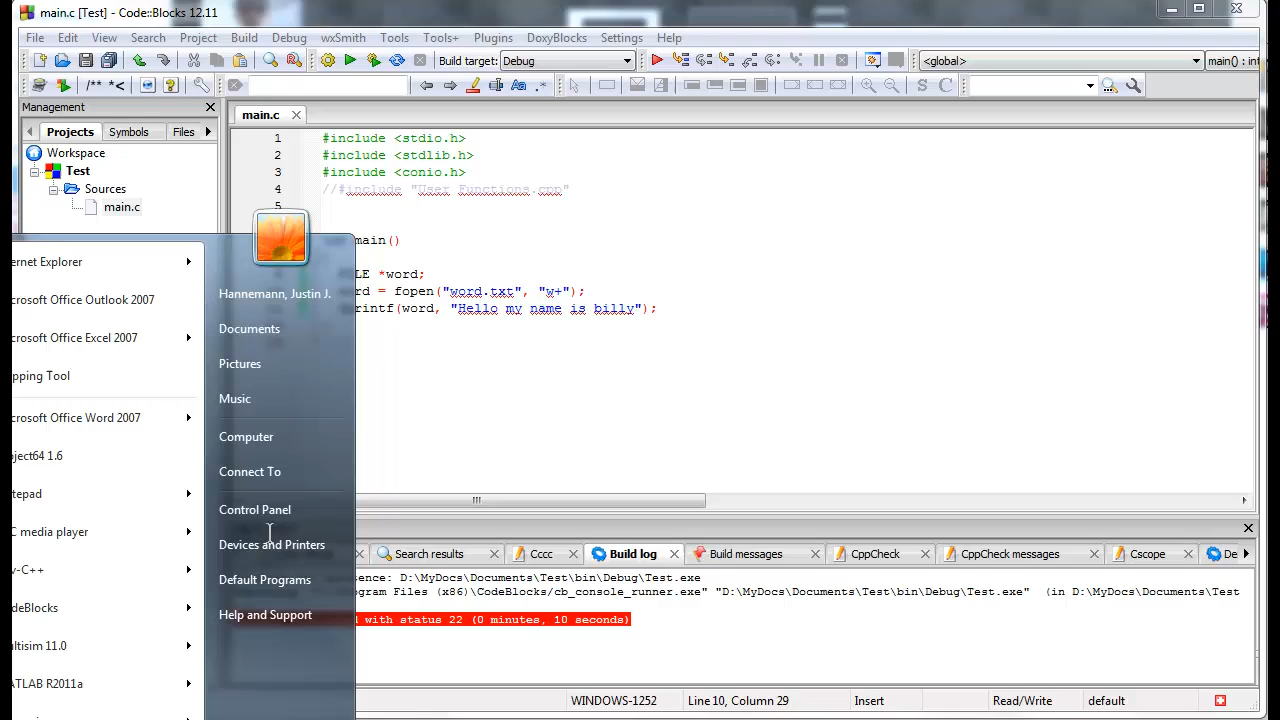 main.c [Test] - Code::Blocks 12.11
File Edit View Search Project Build Debug wxSmith Tools Tools+ Plugins DoxyBlocks Settings Help
Build target: Debug
<global>
main() : int
/** *<
Aa .*
S C
Management
Projects Symbols Files
Workspace
Test
Sources
main.c
main.c
1 #include <stdio.h>
2 #include <stdlib.h>
3 #include <conio.h>
4 //#include "User Functions.cpp"
5
main()
LE *word;
rd = fopen("word.txt", "w+");
rintf(word, "Hello my name is billy");
ernet Explorer
crosoft Office Outlook 2007
crosoft Office Excel 2007
pping Tool
crosoft Office Word 2007
oject64 1.6
tepad
C media player
v-C++
deBlocks
ultisim 11.0
ATLAB R2011a
Hannemann, Justin J.
Documents
Pictures
Music
Computer
Connect To
Control Panel
Devices and Printers
Default Programs
Help and Support
Search results Cccc Build log Build messages CppCheck CppCheck messages Cscope De
esence: D:\MyDocs\Documents\Test\bin\Debug\Test.exe
ogram Files (x86)\CodeBlocks/cb_console_runner.exe" "D:\MyDocs\Documents\Test\bin\Debug\Test.exe" (in D:\MyDocs\Documents\Test
with status 22 (0 minutes, 10 seconds)
WINDOWS-1252 Line 10, Column 29 Insert Read/Write default